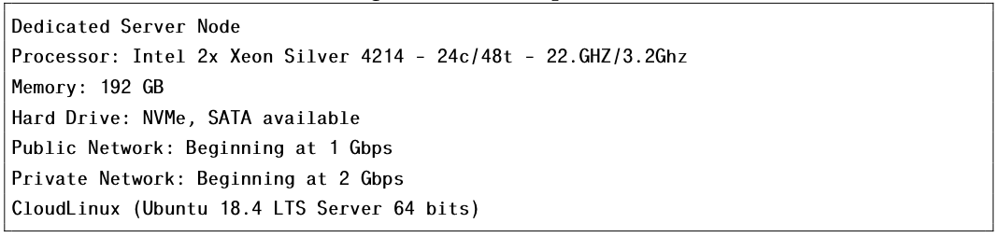 Dedicated Server Node
Processor: Intel 2x Xeon Silver 4214 - 24c/48t - 22.GHZ/3.2Ghz
Memory: 192 GB
Hard Drive: NVMe, SATA available
Public Network: Beginning at 1 Gbps
Private Network: Beginning at 2 Gbps
CloudLinux (Ubuntu 18.4 LTS Server 64 bits)